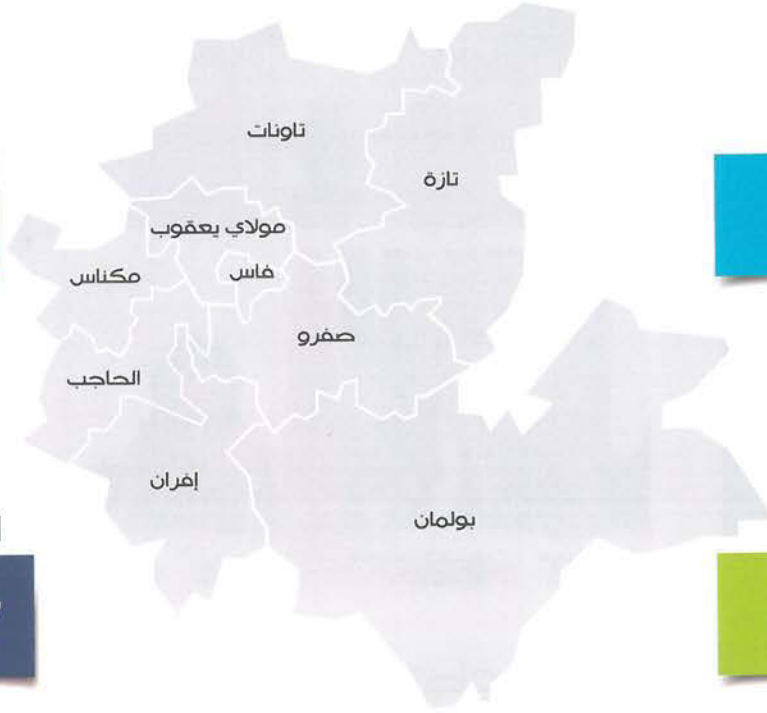 تاونات
تازة
مولاي يعقوب
فاس
مكناس
صفرو
الحاجب
إفران
بولمان